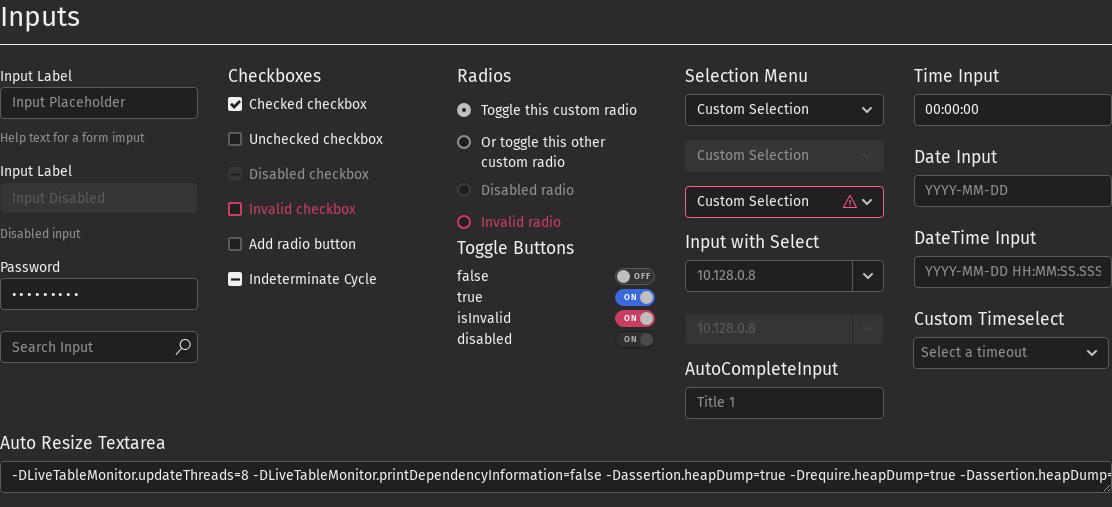 Inputs
Input Label
Input Placeholder
Help text for a form imput
Input Label
Input Disabled
Disabled input
Password
•••••••••
Search Input
Checkboxes
Checked checkbox
Unchecked checkbox
Disabled checkbox
Invalid checkbox
Add radio button
Indeterminate Cycle
Radios
Toggle this custom radio
Or toggle this other
custom radio
Disabled radio
Invalid radio
Toggle Buttons
false OFF
true ON
isInvalid ON
disabled ON
Selection Menu
Custom Selection
Custom Selection
Custom Selection
Input with Select
10.128.0.8
10.128.0.8
AutoCompleteInput
Title 1
Time Input
00:00:00
Date Input
YYYY-MM-DD
DateTime Input
YYYY-MM-DD HH:MM:SS.SSS
Custom Timeselect
Select a timeout
Auto Resize Textarea
-DLiveTableMonitor.updateThreads=8 -DLiveTableMonitor.printDependencyInformation=false -Dassertion.heapDump=true -Drequire.heapDump=true -Dassertion.heapDump=